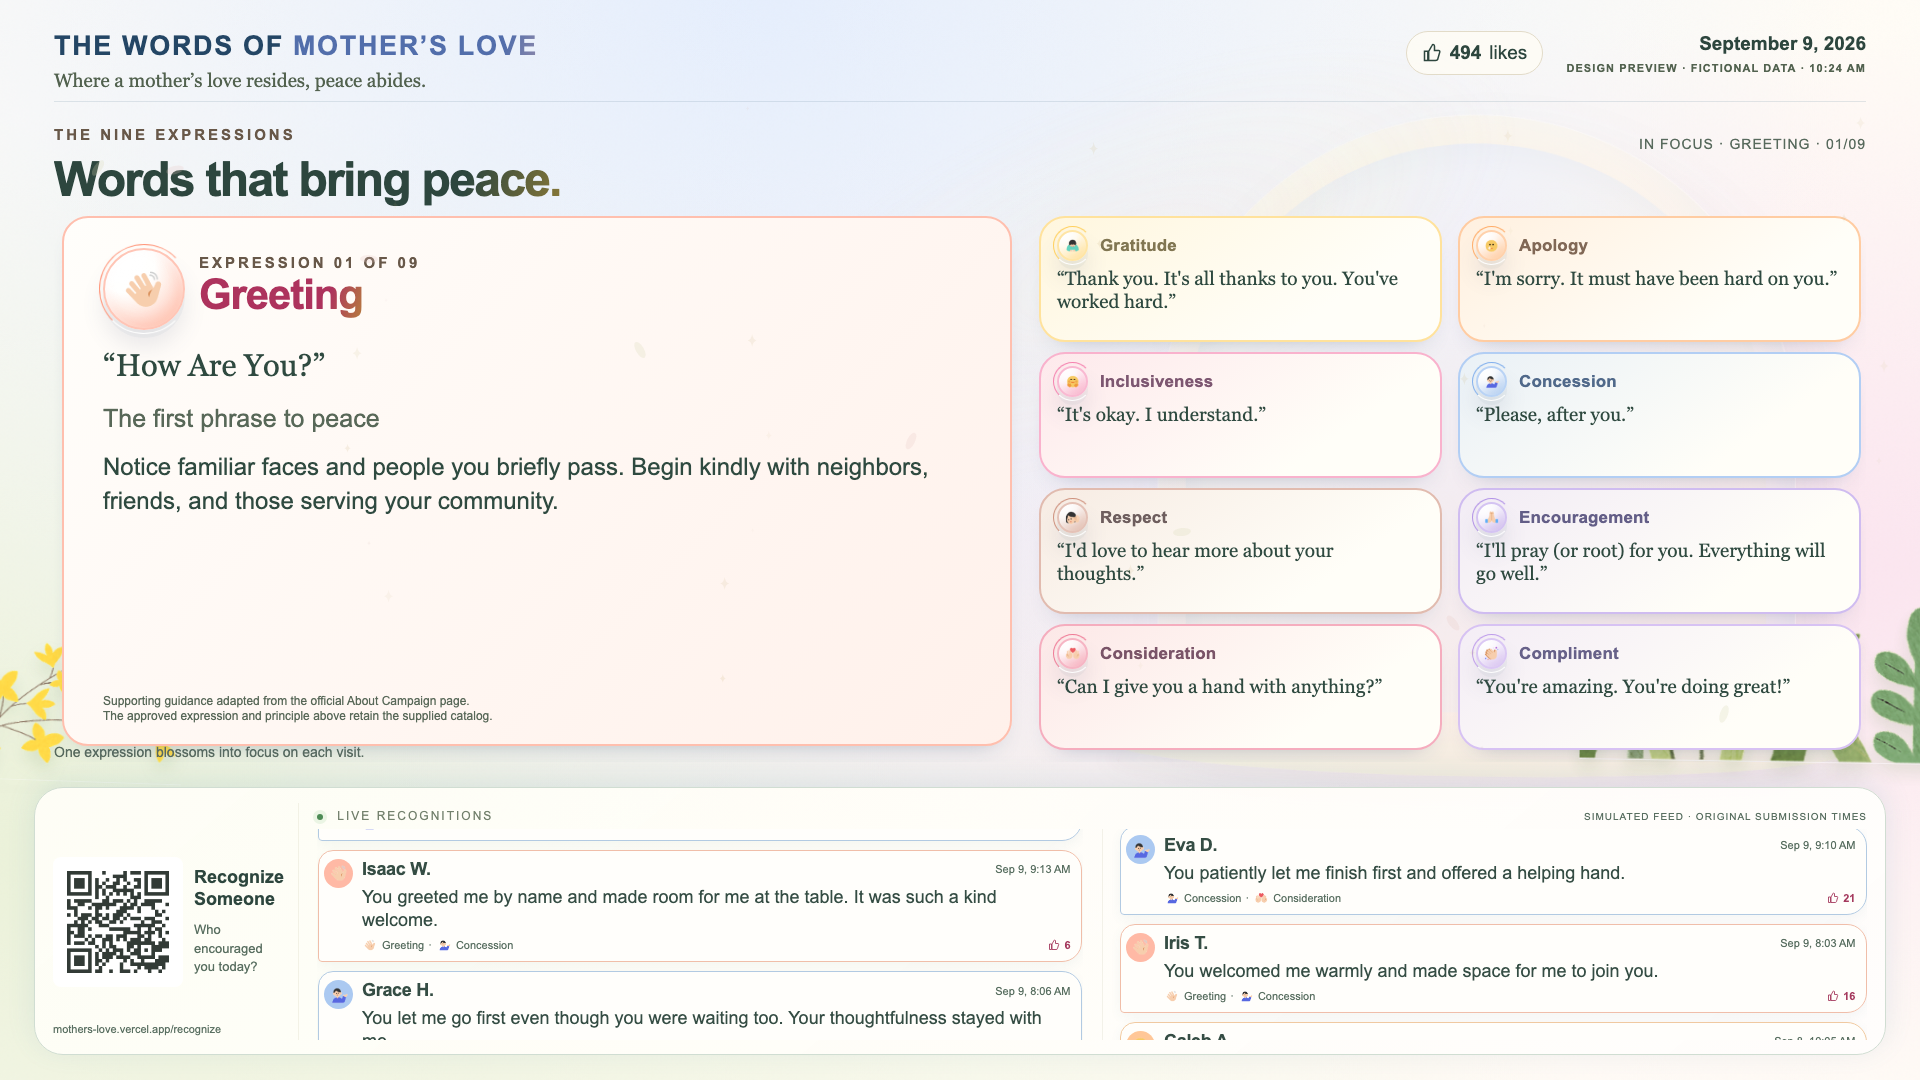 THE WORDS OF MOTHER’S LOVE
Where a mother’s love resides, peace abides.
494 likes
September 9, 2026
DESIGN PREVIEW · FICTIONAL DATA · 10:24 AM
THE NINE EXPRESSIONS
Words that bring peace.
IN FOCUS · GREETING · 01/09
EXPRESSION 01 OF 09
Greeting
“How Are You?”
The first phrase to peace
Notice familiar faces and people you briefly pass. Begin kindly with neighbors,
friends, and those serving your community.
Supporting guidance adapted from the official About Campaign page.
The approved expression and principle above retain the supplied catalog.
One expression blossoms into focus on each visit.
Gratitude
“Thank you. It's all thanks to you. You've
worked hard.”
Apology
“I'm sorry. It must have been hard on you.”
Inclusiveness
“It's okay. I understand.”
Concession
“Please, after you.”
Respect
“I'd love to hear more about your
thoughts.”
Encouragement
“I'll pray (or root) for you. Everything will
go well.”
Consideration
“Can I give you a hand with anything?”
Compliment
“You're amazing. You're doing great!”
Recognize
Someone
Who
encouraged
you today?
mothers-love.vercel.app/recognize
LIVE RECOGNITIONS
SIMULATED FEED · ORIGINAL SUBMISSION TIMES
Isaac W.
Sep 9, 9:13 AM
You greeted me by name and made room for me at the table. It was such a kind
welcome.
Greeting · Concession
6
Grace H.
Sep 9, 8:06 AM
You let me go first even though you were waiting too. Your thoughtfulness stayed with
me.
Eva D.
Sep 9, 9:10 AM
You patiently let me finish first and offered a helping hand.
Concession · Consideration
21
Iris T.
Sep 9, 8:03 AM
You welcomed me warmly and made space for me to join you.
Greeting · Concession
16
Caleb A.